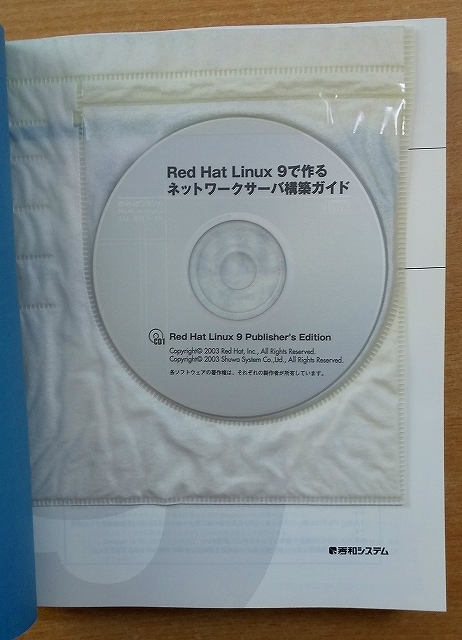 Red Hat Linux 9で作る
ネットワークサーバ構築ガイド
CD1
Red Hat Linux 9 Publisher's Edition
Copyright© 2003 Red Hat, Inc., All Rights Reserved.
Copyright© 2003 Shuwa System Co.,Ltd., All Rights Reserved.
各ソフトウェアの著作権は、それぞれの製作者が所有しています。
秀和システム